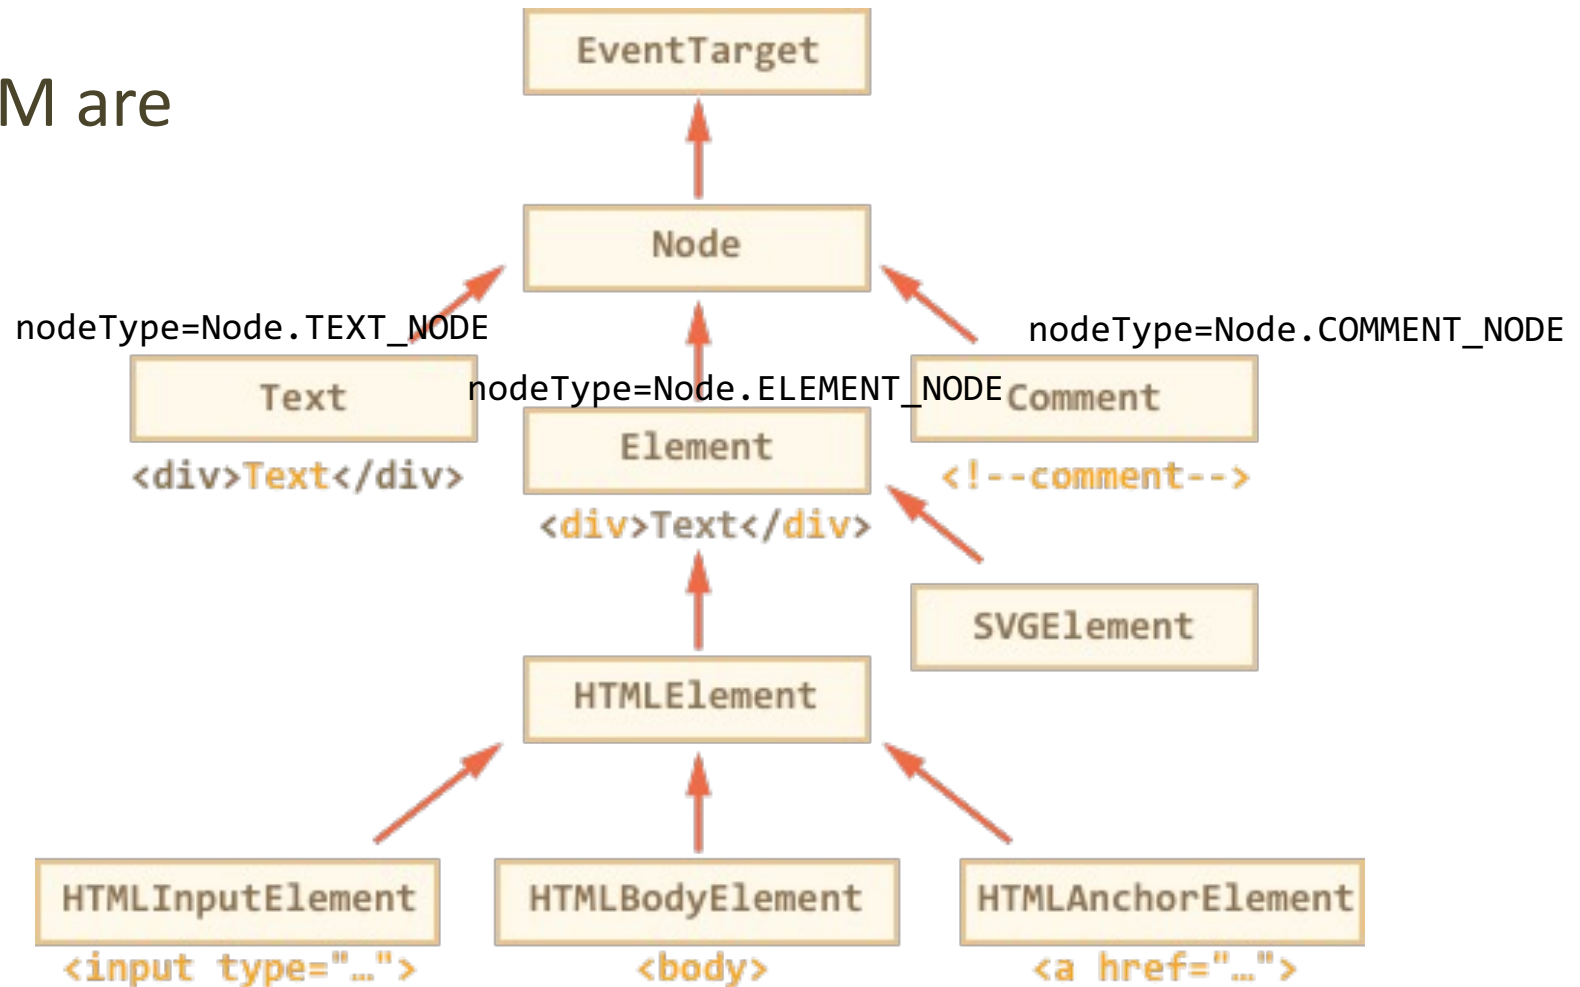 EventTarget
M are
Node
nodeType=Node.TEXT_NODE
nodeType=Node.COMMENT_NODE
Text
nodeType=Node.ELEMENT_NODE
Comment
Element
<div>Text</div>
<!--comment-->
<div>Text</div>
SVGElement
HTMLElement
HTMLInputElement
HTMLBodyElement
HTMLAnchorElement
<input type="…">
<body>
<a href="…">